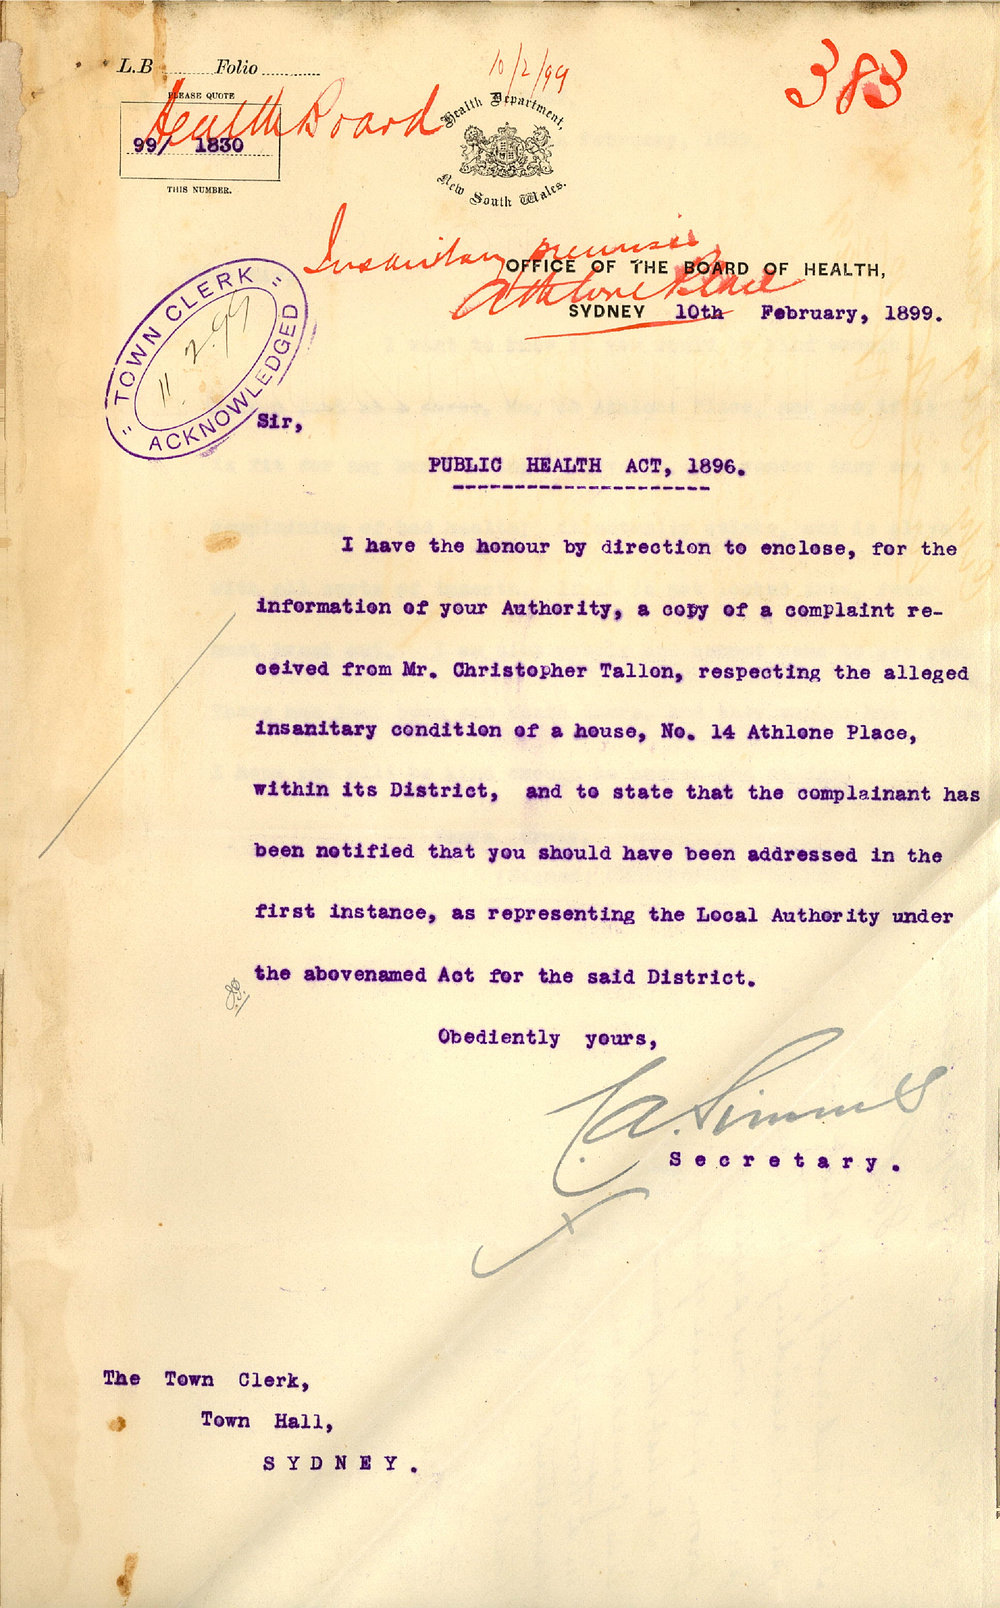 L.B ........ Folio ............
10/2/99
383
PLEASE QUOTE
Health Board
99/ 1830
THIS NUMBER.
Health Department,
New South Wales.
Insanitary premises
Athlone Place
OFFICE OF THE BOARD OF HEALTH,
SYDNEY 10th February, 1899.
"TOWN CLERK"
11.2.99
ACKNOWLEDGED
Sir,
PUBLIC HEALTH ACT, 1896.
---------------------
I have the honour by direction to enclose, for the
information of your Authority, a copy of a complaint re-
ceived from Mr. Christopher Tallon, respecting the alleged
insanitary condition of a house, No. 14 Athlone Place,
within its District, and to state that the complainant has
been notified that you should have been addressed in the
first instance, as representing the Local Authority under
the abovenamed Act for the said District.
Obediently yours,
Simms
Secretary.
The Town Clerk,
Town Hall,
SYDNEY.